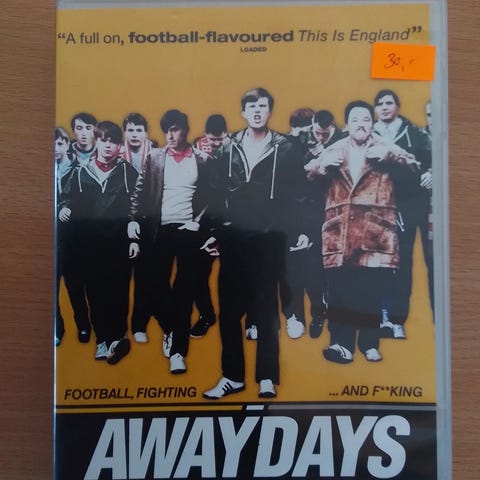 “A full on, football-flavoured This Is England”
LOADED
30,-
FOOTBALL, FIGHTING ...AND F**KING
AWAYDAYS